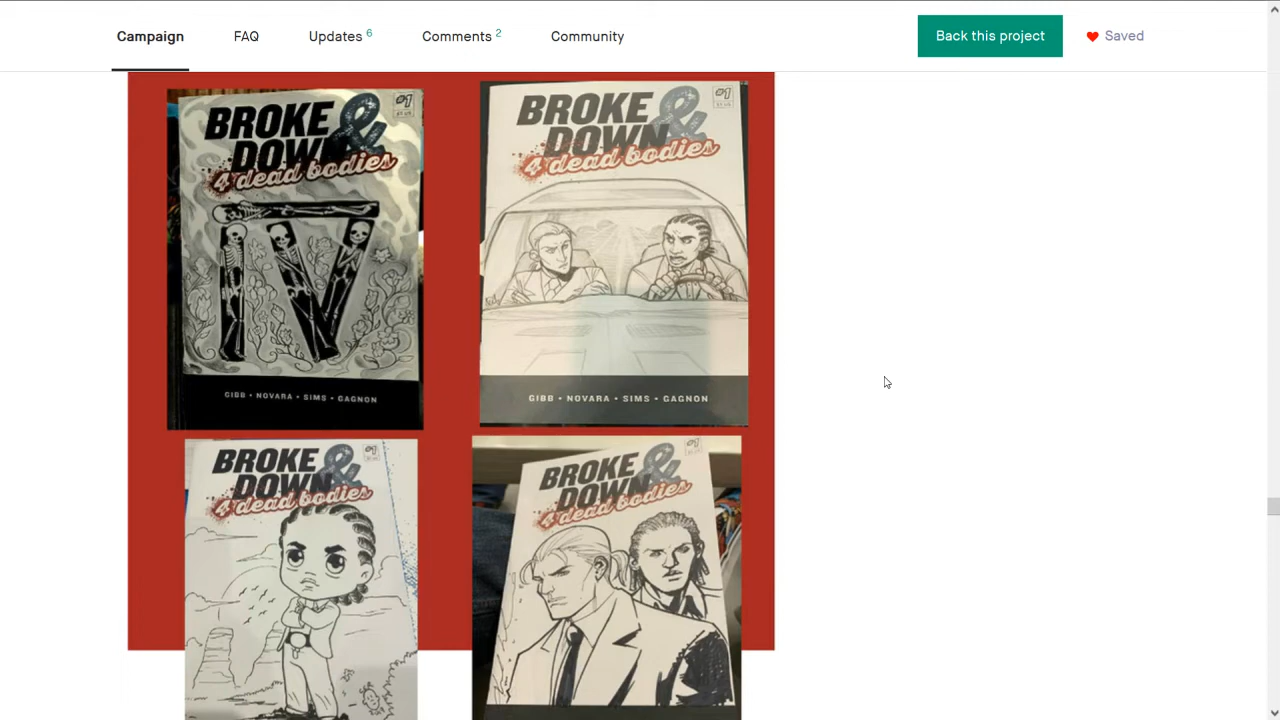 Campaign FAQ Updates 6 Comments 2 Community Back this project Saved
BROKE &
DOWN
4 dead bodies
#1
GIBB • NOVARA • SIMS • GAGNON
BROKE &
DOWN
4 dead bodies
#1
GIBB • NOVARA • SIMS • GAGNON
BROKE &
DOWN
4 dead bodies
#1
BROKE &
DOWN
4 dead bodies
#1